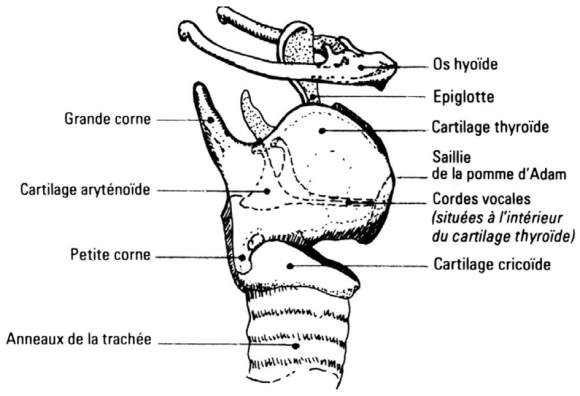 Os hyoïde
Epiglotte
Grande corne
Cartilage thyroïde
Saillie
de la pomme d'Adam
Cartilage aryténoïde
Cordes vocales
(situées à l'intérieur
du cartilage thyroïde)
Petite corne
Cartilage cricoïde
Anneaux de la trachée